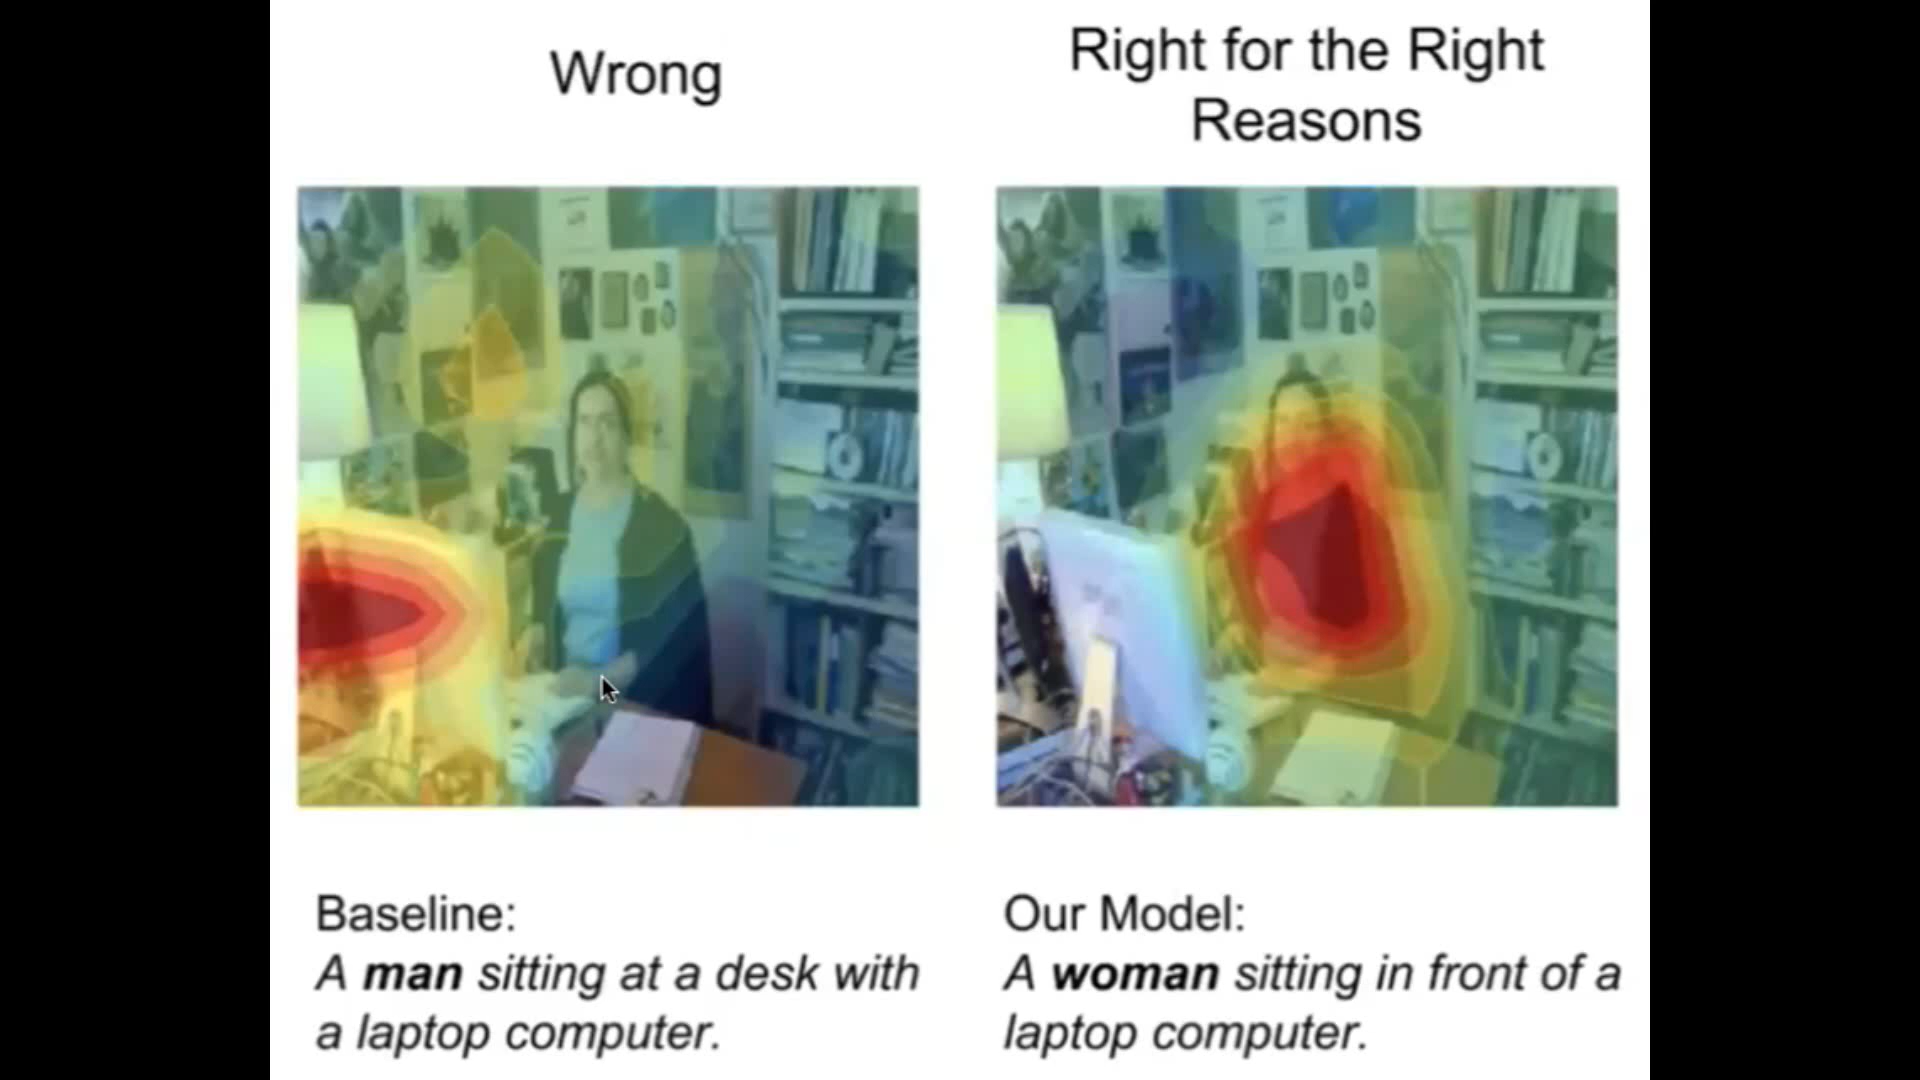 Wrong
Right for the Right
Reasons
Baseline:
A man sitting at a desk with
a laptop computer.
Our Model:
A woman sitting in front of a
laptop computer.